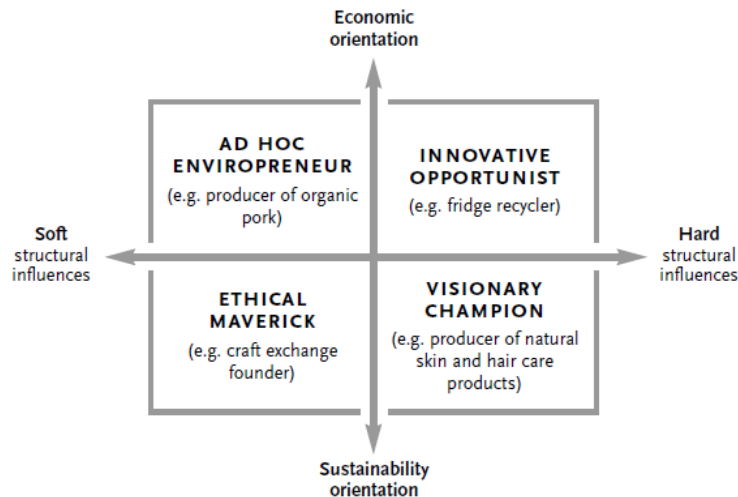 Economic
orientation
AD HOC
ENVIROPRENEUR
(e.g. producer of organic
pork)
INNOVATIVE
OPPORTUNIST
(e.g. fridge recycler)
Soft
structural
influences
Hard
structural
influences
ETHICAL
MAVERICK
(e.g. craft exchange
founder)
VISIONARY
CHAMPION
(e.g. producer of natural
skin and hair care
products)
Sustainability
orientation